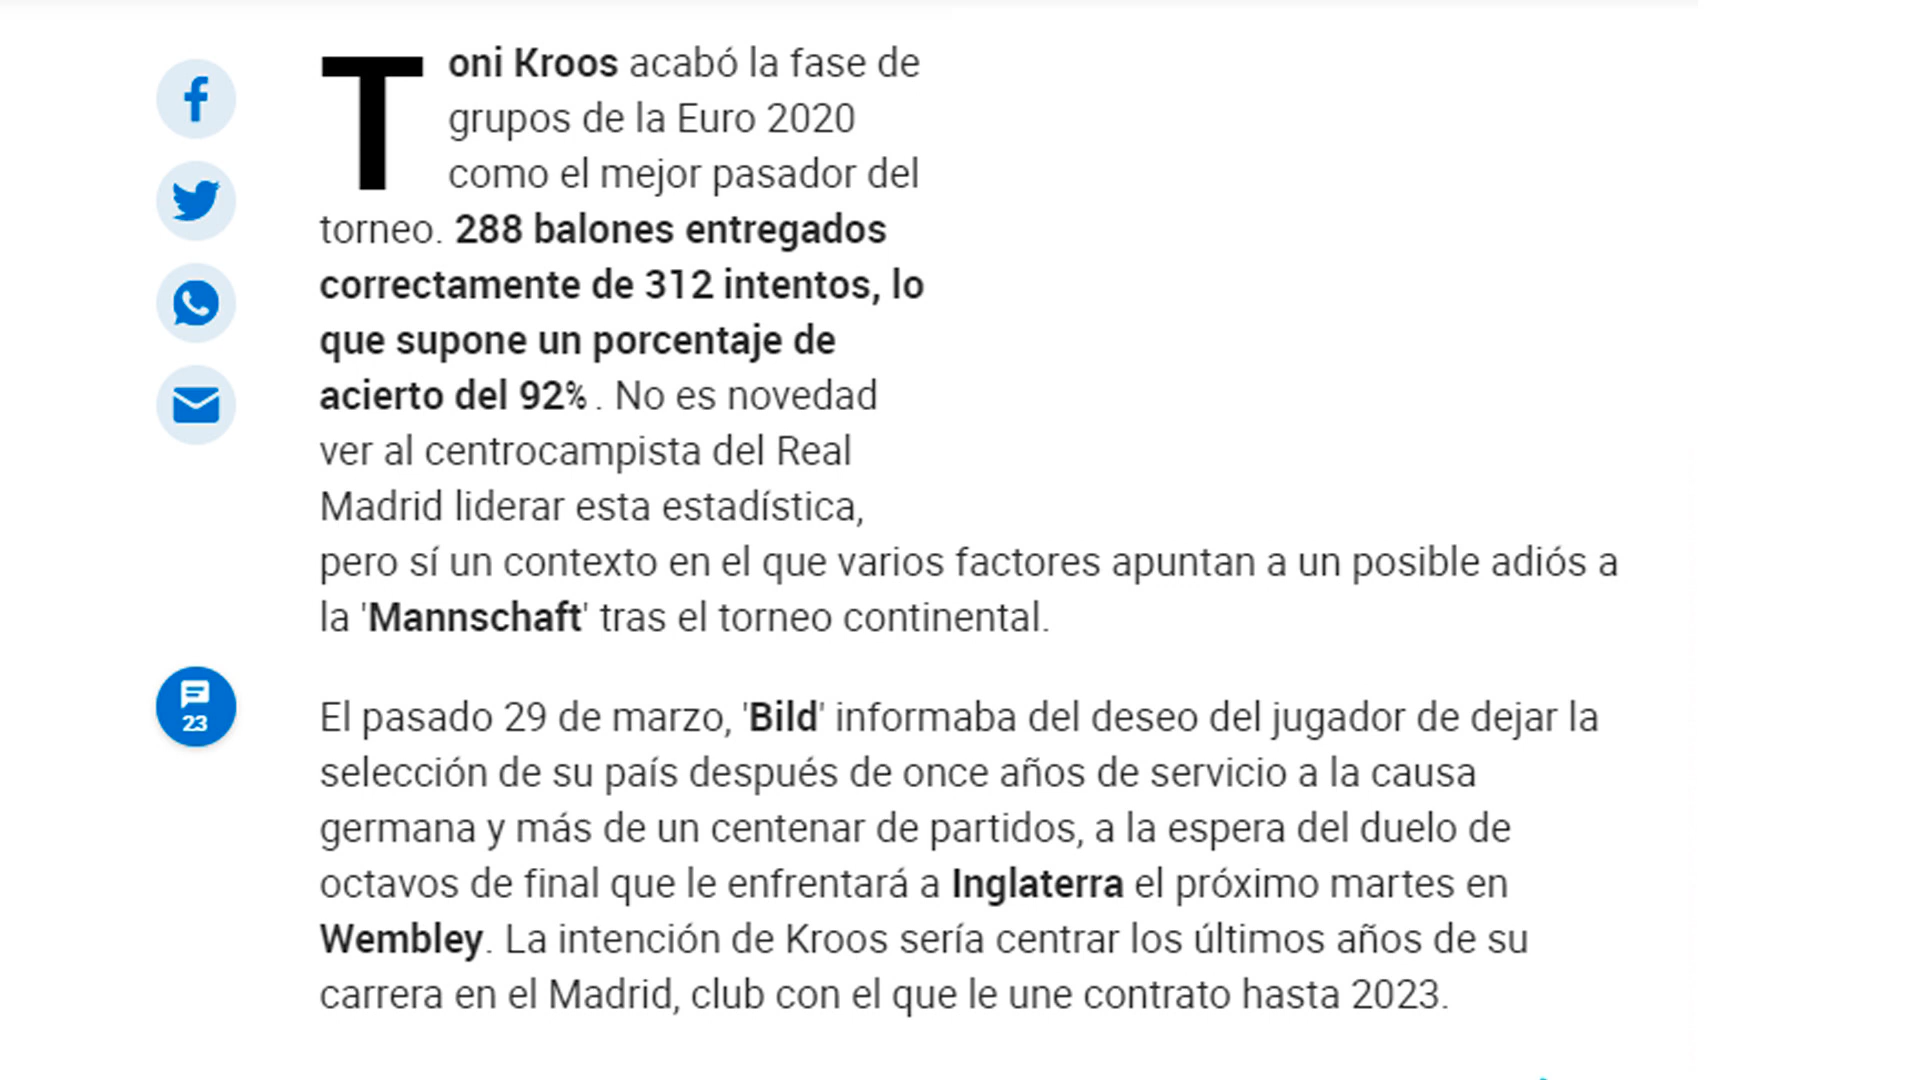 Toni Kroos acabó la fase de
grupos de la Euro 2020
como el mejor pasador del
torneo. 288 balones entregados
correctamente de 312 intentos, lo
que supone un porcentaje de
acierto del 92% . No es novedad
ver al centrocampista del Real
Madrid liderar esta estadística,
pero sí un contexto en el que varios factores apuntan a un posible adiós a
la 'Mannschaft' tras el torneo continental.
23
El pasado 29 de marzo, 'Bild' informaba del deseo del jugador de dejar la
selección de su país después de once años de servicio a la causa
germana y más de un centenar de partidos, a la espera del duelo de
octavos de final que le enfrentará a Inglaterra el próximo martes en
Wembley. La intención de Kroos sería centrar los últimos años de su
carrera en el Madrid, club con el que le une contrato hasta 2023.